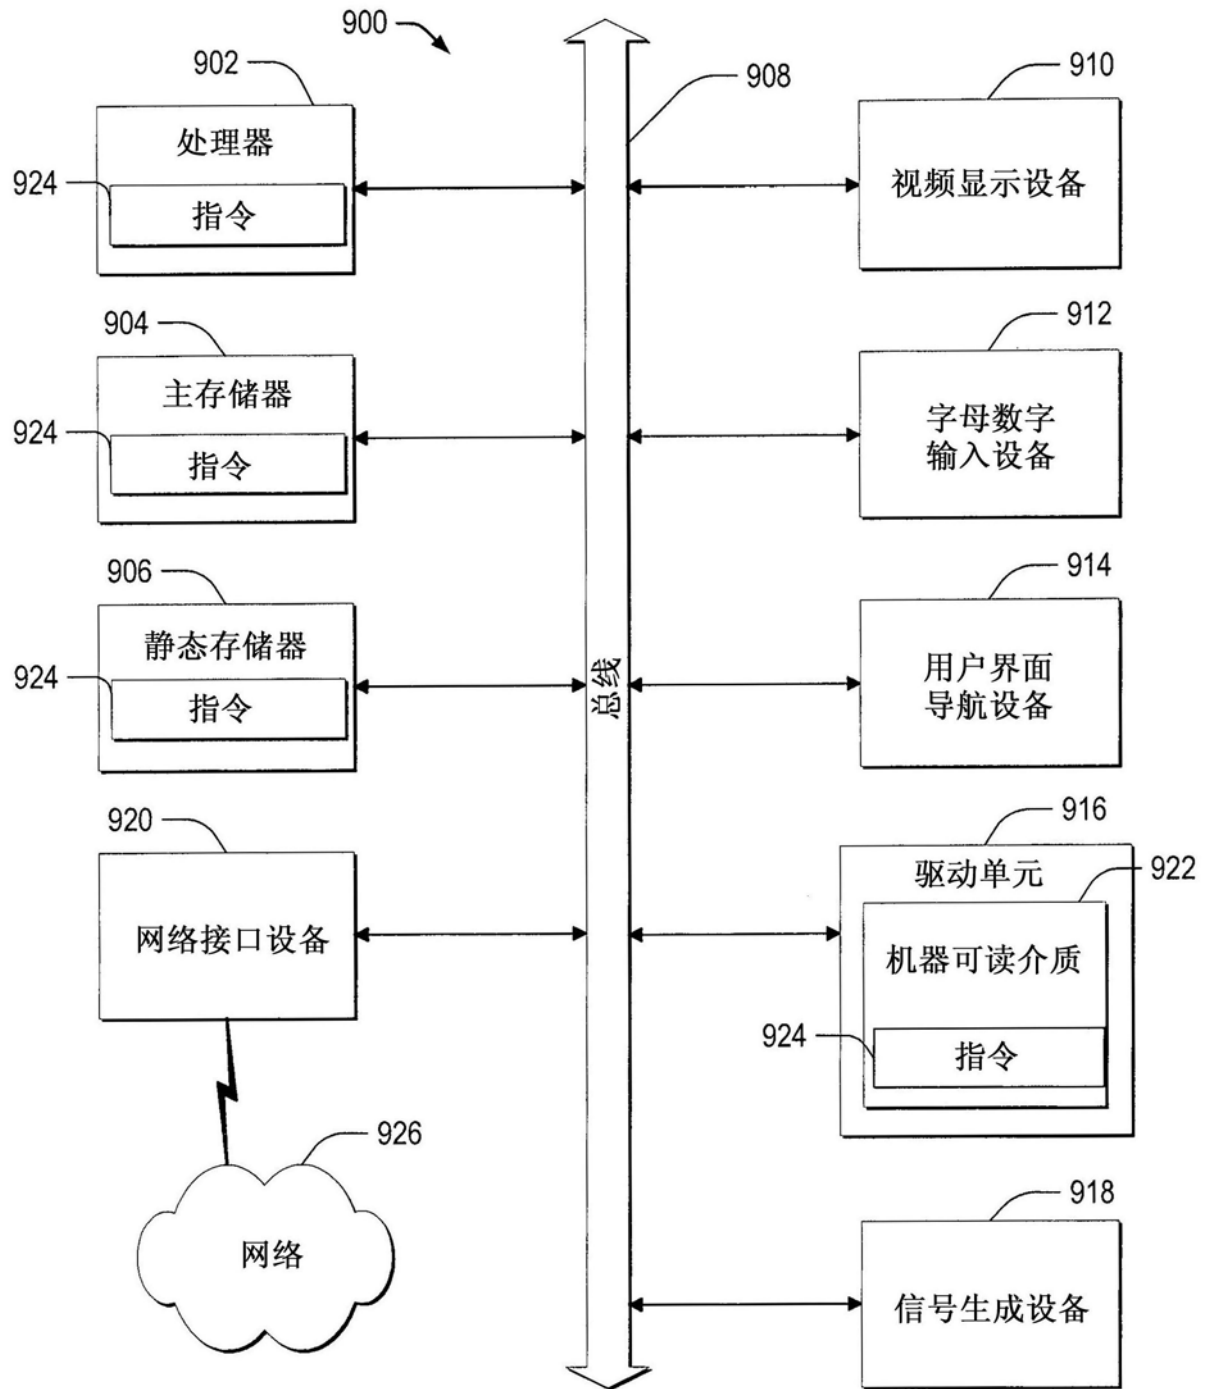 900
902
处理器
924
指令
904
主存储器
924
指令
906
静态存储器
924
指令
920
网络接口设备
926
网络
908
总线
910
视频显示设备
912
字母数字
输入设备
914
用户界面
导航设备
916
驱动单元
922
机器可读介质
924
指令
918
信号生成设备